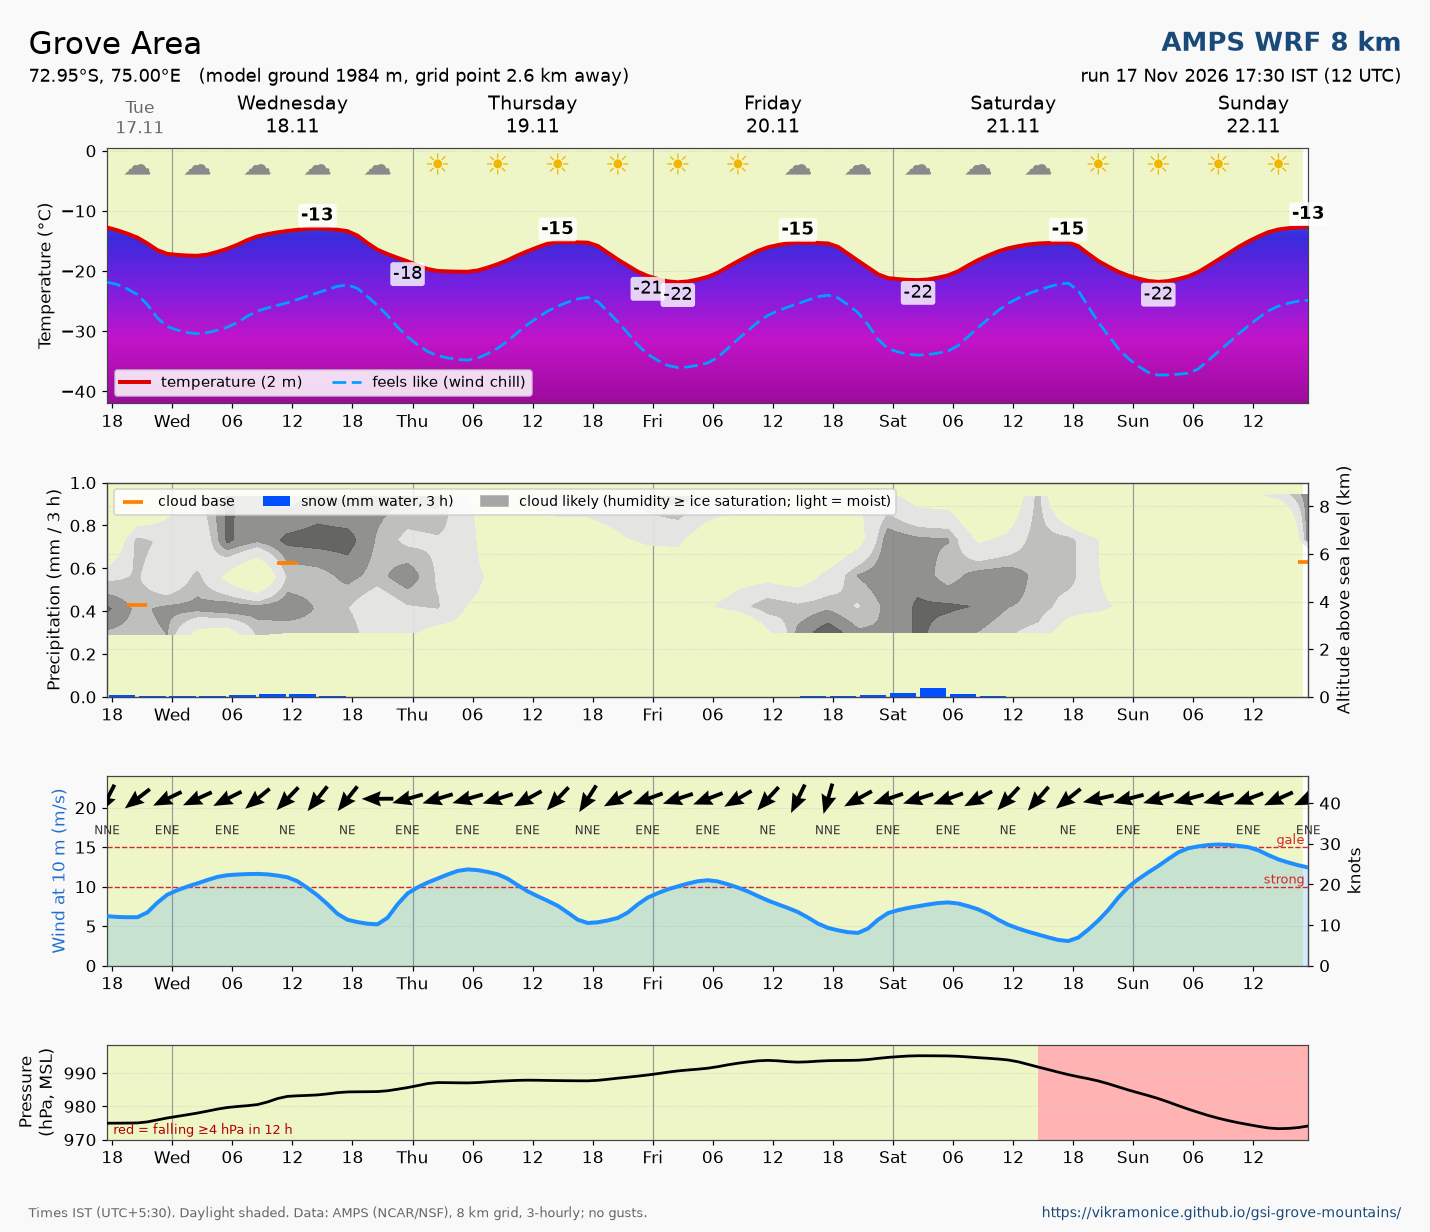 Grove Area
AMPS WRF 8 km
72.95°S, 75.00°E (model ground 1984 m, grid point 2.6 km away)
run 17 Nov 2026 17:30 IST (12 UTC)
Tue Wednesday Thursday Friday Saturday Sunday
17.11 18.11 19.11 20.11 21.11 22.11
Temperature (°C)
0
−10
−20
−30
−40
-13 -15 -15 -15 -13
-18 -21 -22 -22 -22
temperature (2 m) feels like (wind chill)
18 Wed 06 12 18 Thu 06 12 18 Fri 06 12 18 Sat 06 12 18 Sun 06 12
Precipitation (mm / 3 h)
1.0
0.8
0.6
0.4
0.2
0.0
cloud base snow (mm water, 3 h) cloud likely (humidity ≥ ice saturation; light = moist)
8
6
4
2
0
Altitude above sea level (km)
18 Wed 06 12 18 Thu 06 12 18 Fri 06 12 18 Sat 06 12 18 Sun 06 12
Wind at 10 m (m/s)
20
15
10
5
0
NNE ENE ENE NE NE ENE ENE ENE NNE ENE ENE NE NNE ENE ENE NE NE ENE ENE ENE ENE
gale
strong
40
30
20
10
0
knots
18 Wed 06 12 18 Thu 06 12 18 Fri 06 12 18 Sat 06 12 18 Sun 06 12
Pressure
(hPa, MSL)
990
980
970
red = falling ≥4 hPa in 12 h
18 Wed 06 12 18 Thu 06 12 18 Fri 06 12 18 Sat 06 12 18 Sun 06 12
Times IST (UTC+5:30). Daylight shaded. Data: AMPS (NCAR/NSF), 8 km grid, 3-hourly; no gusts.
https://vikramonice.github.io/gsi-grove-mountains/